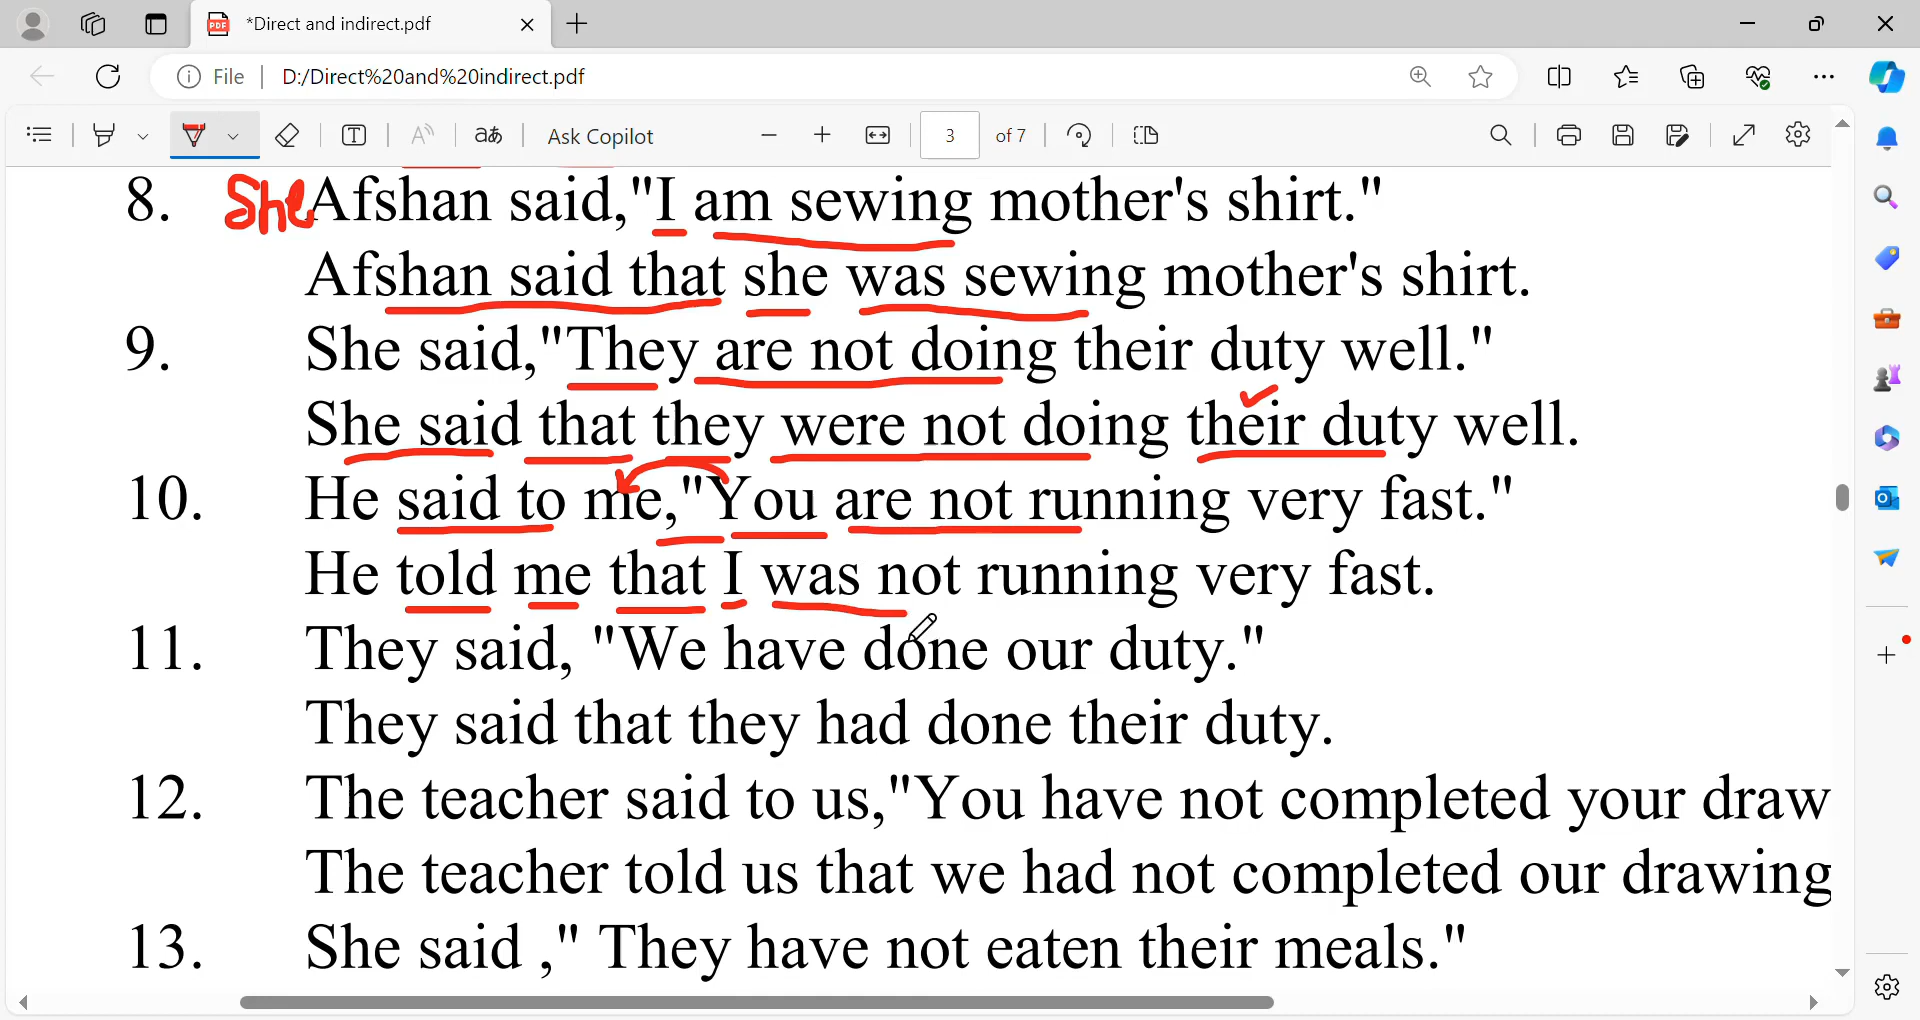 *Direct and indirect.pdf
File D:/Direct%20and%20indirect.pdf
aあ Ask Copilot 3 of 7
8. She Afshan said,"I am sewing mother's shirt."
Afshan said that she was sewing mother's shirt.
9. She said,"They are not doing their duty well."
She said that they were not doing their duty well.
10. He said to me,"You are not running very fast."
He told me that I was not running very fast.
11. They said, "We have done our duty."
They said that they had done their duty.
12. The teacher said to us,"You have not completed your draw
The teacher told us that we had not completed our drawing
13. She said ," They have not eaten their meals."